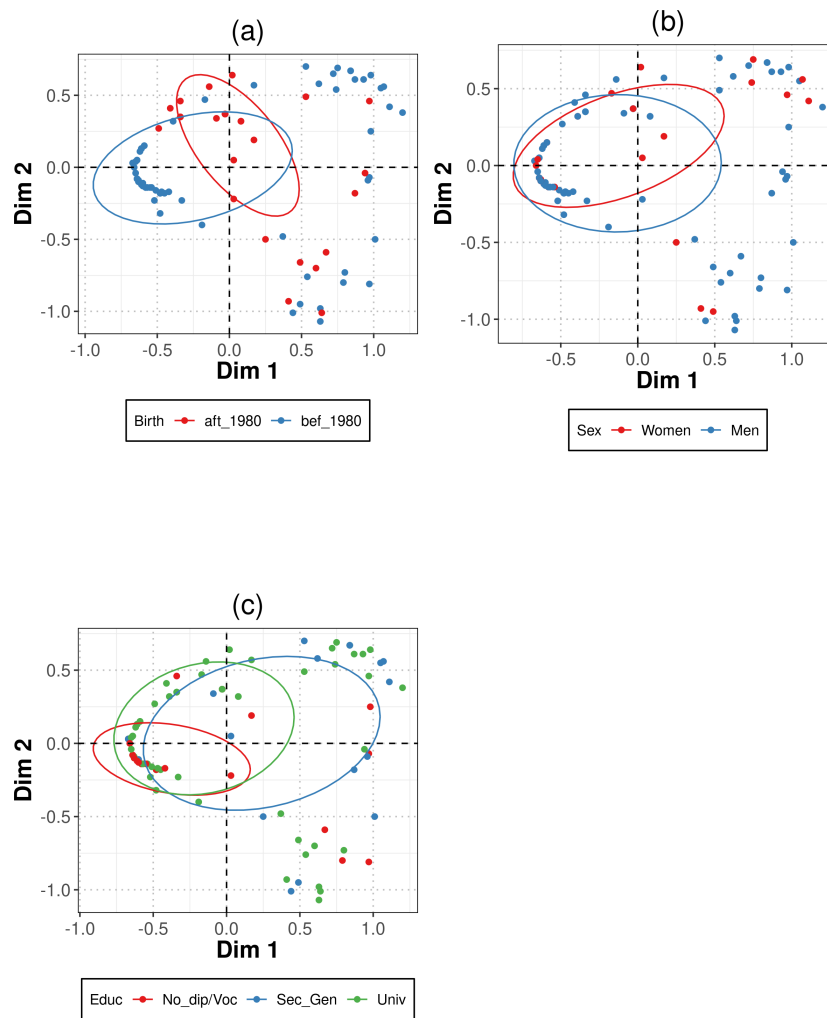 (a)
Dim 2
0.5
0.0
-0.5
-1.0
-1.0 -0.5 0.0 0.5 1.0
Dim 1
Birth aft_1980 bef_1980
(b)
Dim 2
0.5
0.0
-0.5
-1.0
-0.5 0.0 0.5 1.0
Dim 1
Sex Women Men
(c)
Dim 2
0.5
0.0
-0.5
-1.0
-1.0 -0.5 0.0 0.5 1.0
Dim 1
Educ No_dip/Voc Sec_Gen Univ